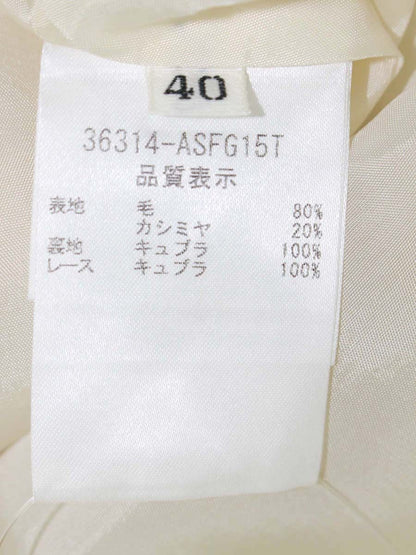 40
36314-ASFG15T
品質表示
表地 毛 80%
カシミヤ 20%
裏地 キュプラ 100%
レース キュプラ 100%